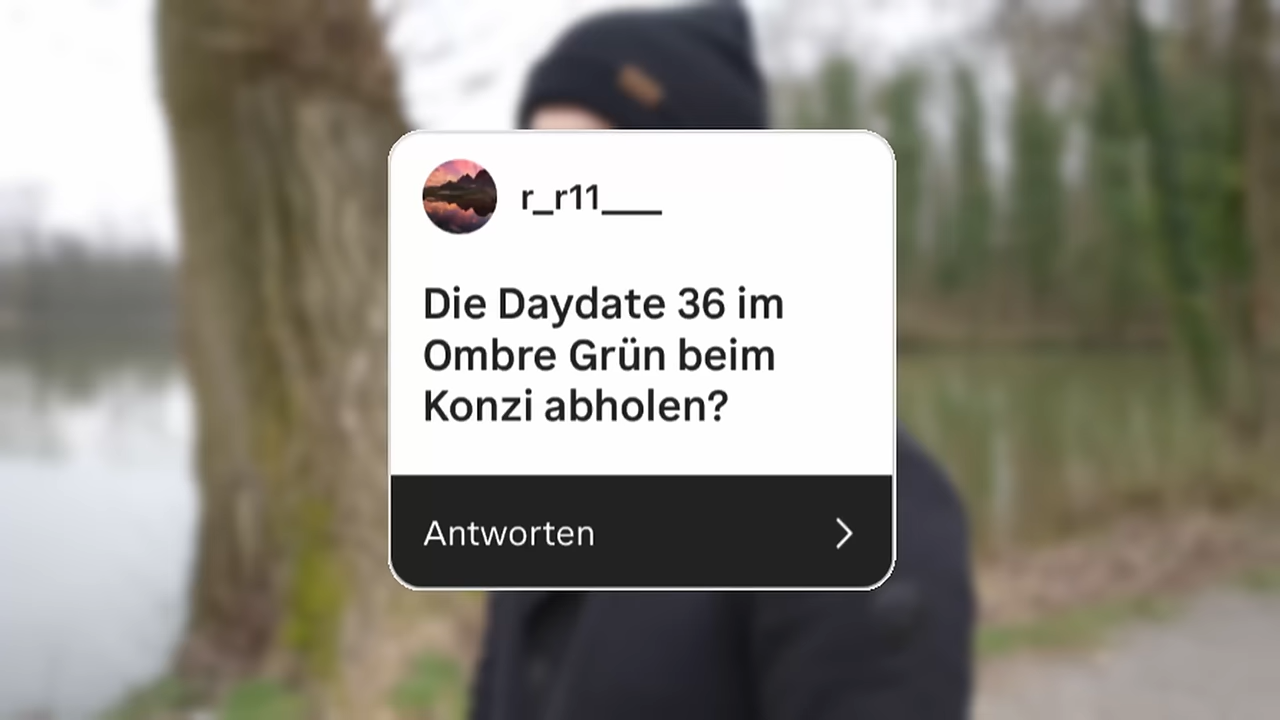 r_r11___
Die Daydate 36 im
Ombre Grün beim
Konzi abholen?
Antworten